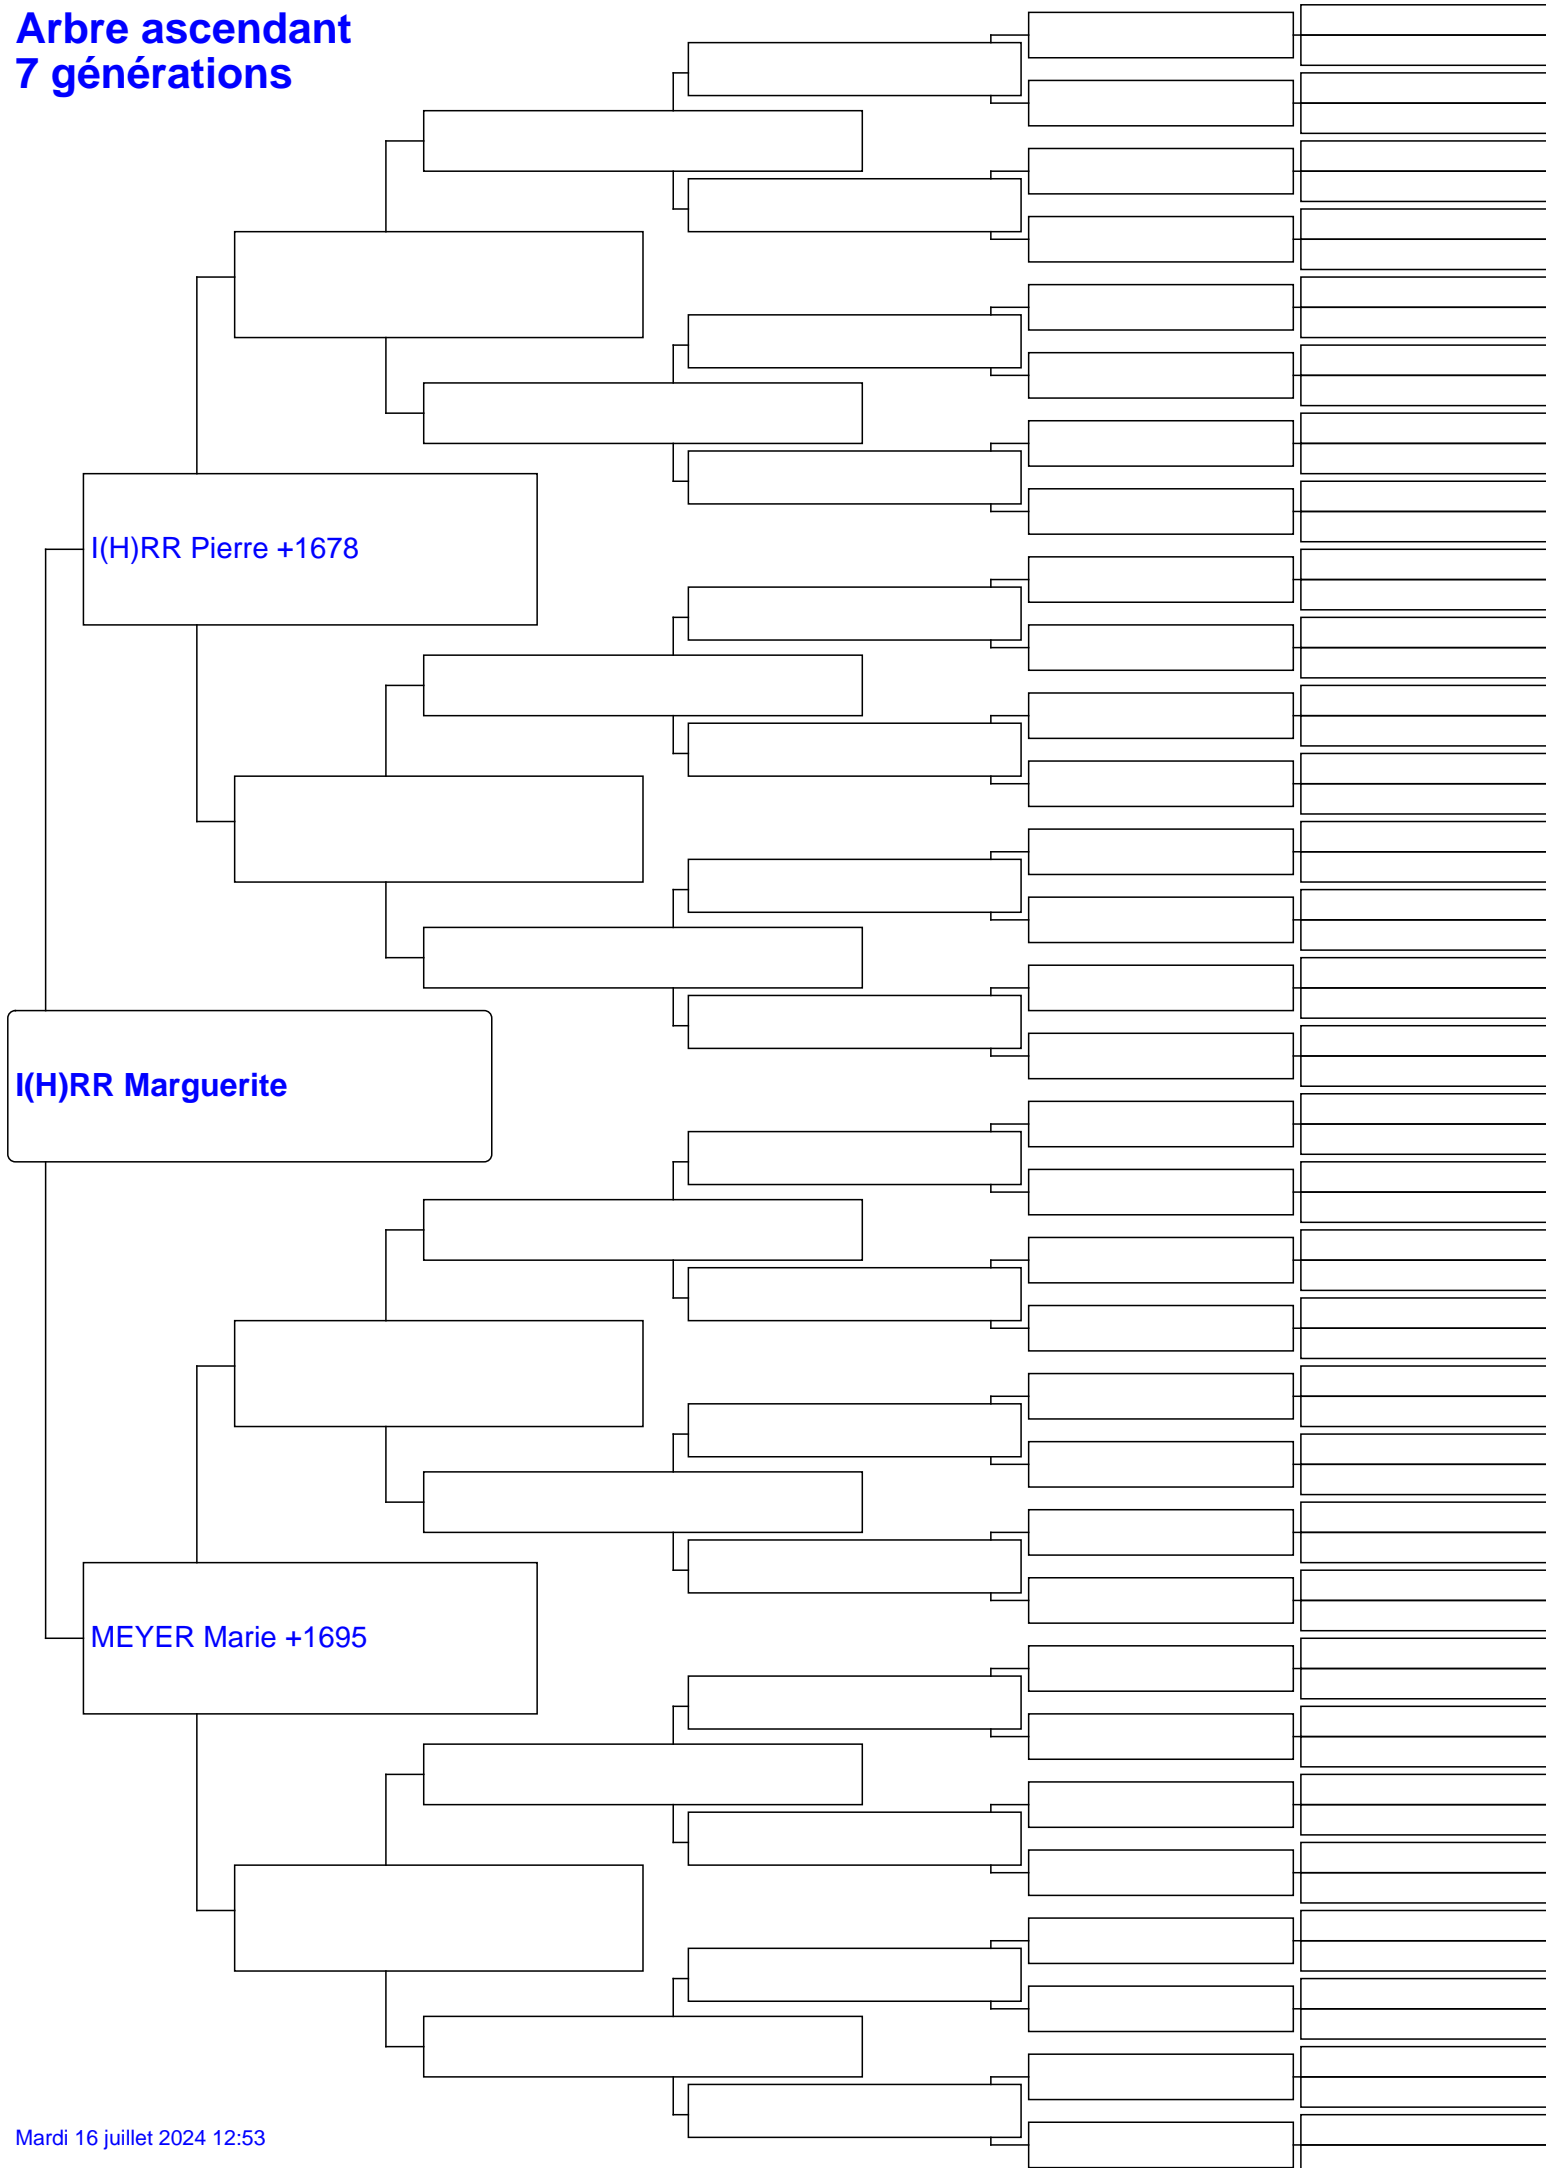 Arbre ascendant
7 générations
I(H)RR Pierre +1678
I(H)RR Marguerite
MEYER Marie +1695
Mardi 16 juillet 2024 12:53